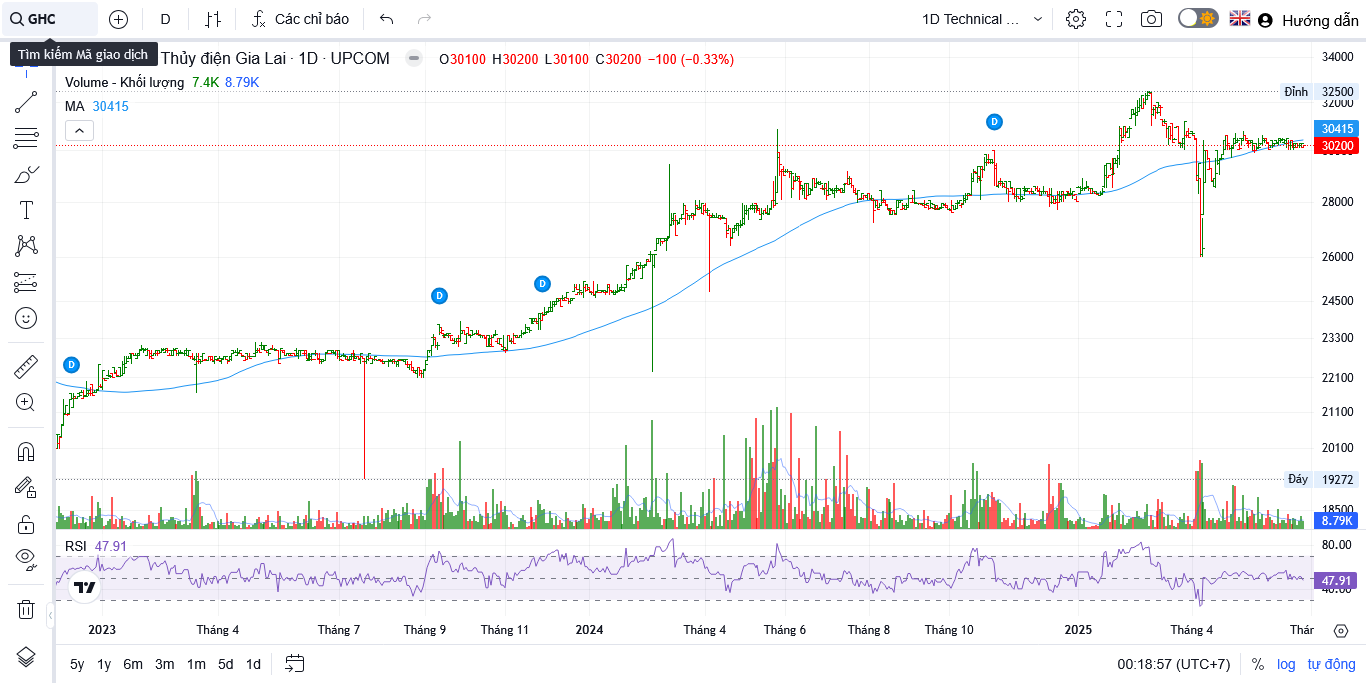 GHC
D
Các chỉ báo
1D Technical ...
Hướng dẫn
Tìm kiếm Mã giao dịch
Thủy điện Gia Lai · 1D · UPCOM
O30100 H30200 L30100 C30200 −100 (−0.33%)
Volume - Khối lượng 7.4K 8.79K
MA 30415
34000
Đỉnh 32500
32000
30415
30200
28000
26000
24500
23300
22100
21100
20100
Đáy 19272
18500
8.79K
D
D
D
D
RSI 47.91
80.00
47.91
40.00
2023
Tháng 4
Tháng 7
Tháng 9
Tháng 11
2024
Tháng 4
Tháng 6
Tháng 8
Tháng 10
2025
Tháng 4
Thár
5y 1y 6m 3m 1m 5d 1d
00:18:57 (UTC+7)
% log tự động